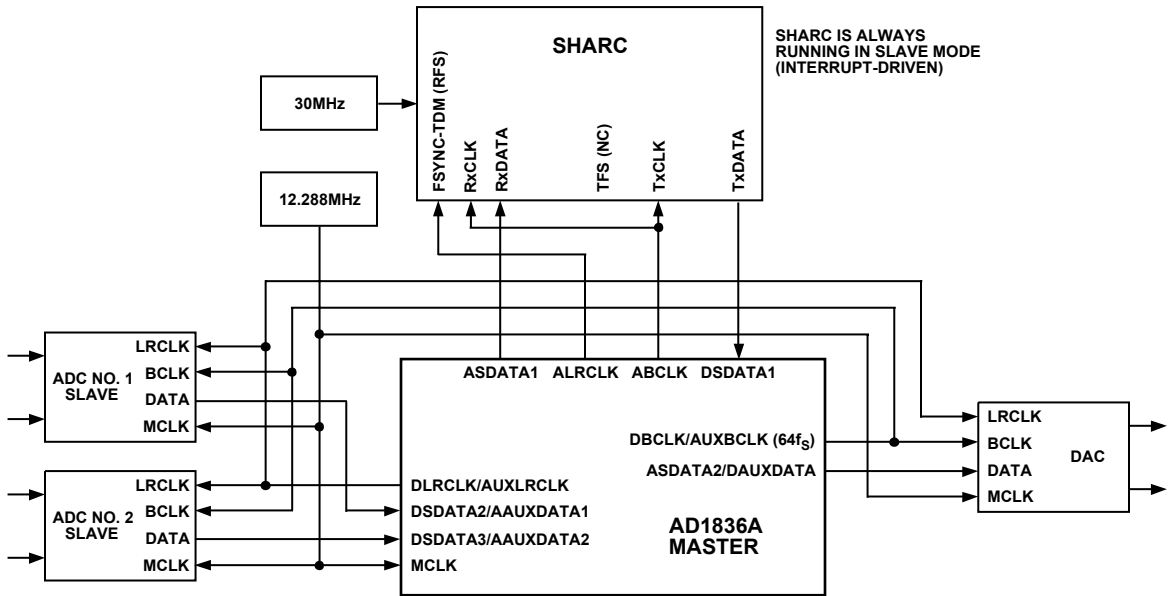 SHARC
SHARC IS ALWAYS
RUNNING IN SLAVE MODE
(INTERRUPT-DRIVEN)
30MHz
FSYNC-TDM (RFS)
RxCLK
RxDATA
TFS (NC)
TxCLK
TxDATA
12.288MHz
ADC NO. 1
SLAVE
LRCLK
BCLK
DATA
MCLK
ASDATA1 ALRCLK ABCLK DSDATA1
DBCLK/AUXBCLK (64fS)
ASDATA2/DAUXDATA
LRCLK
BCLK
DATA
MCLK
DAC
ADC NO. 2
SLAVE
LRCLK
BCLK
DATA
MCLK
DLRCLK/AUXLRCLK
DSDATA2/AAUXDATA1
DSDATA3/AAUXDATA2
MCLK
AD1836A
MASTER